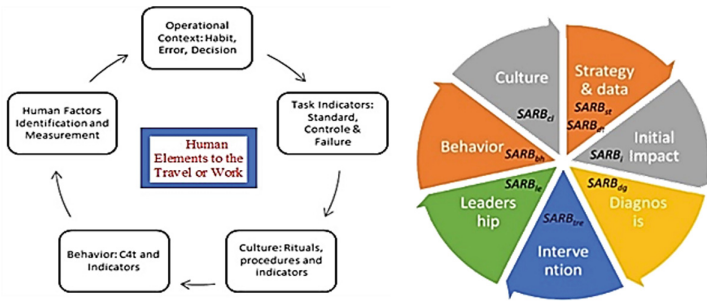 Operational
Context: Habit,
Error, Decision
Human Factors
Identification and
Measurement
Task Indicators:
Standard,
Controle &
Failure
Human
Elements to the
Travel or Work
Behavior: C4t and
Indicators
Culture: Rituals,
procedures and
indicators
Culture
SARBcl
Strategy
& data
SARBst
SARBdt
Behavior
SARBbh
SARBi
Initial
Impact
SARBle
Leaders
hip
SARBdg
Diagnos
is
SARBtre
Interve
ntion